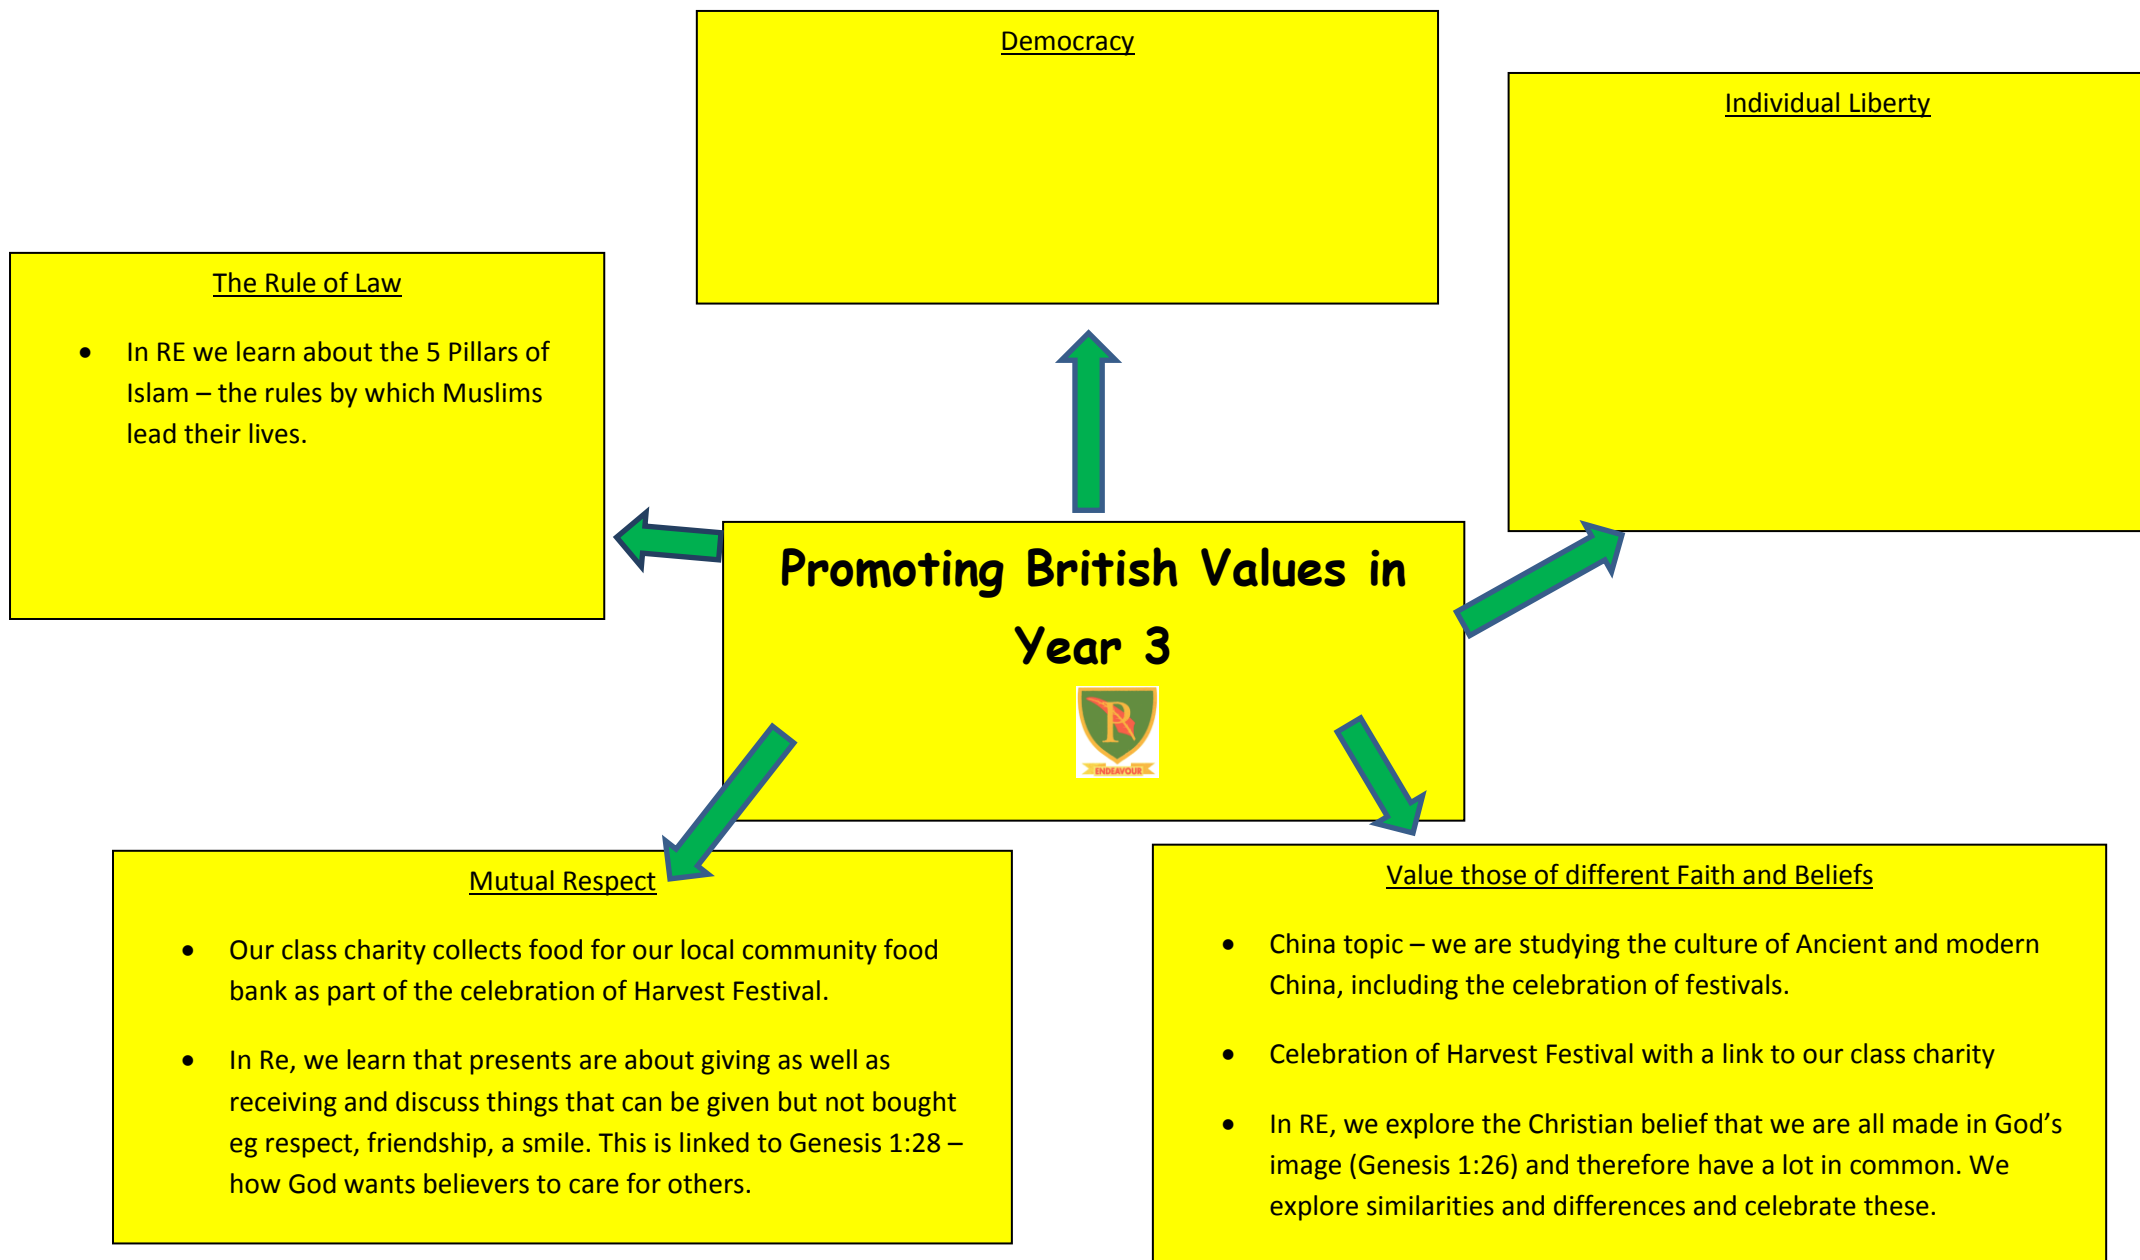 Democracy
Individual Liberty
The Rule of Law
• In RE we learn about the 5 Pillars of
Islam – the rules by which Muslims
lead their lives.
Promoting British Values in
Year 3
P
ENDEAVOUR
Mutual Respect
• Our class charity collects food for our local community food
bank as part of the celebration of Harvest Festival.
• In Re, we learn that presents are about giving as well as
receiving and discuss things that can be given but not bought
eg respect, friendship, a smile. This is linked to Genesis 1:28 –
how God wants believers to care for others.
Value those of different Faith and Beliefs
• China topic – we are studying the culture of Ancient and modern
China, including the celebration of festivals.
• Celebration of Harvest Festival with a link to our class charity
• In RE, we explore the Christian belief that we are all made in God's
image (Genesis 1:26) and therefore have a lot in common. We
explore similarities and differences and celebrate these.